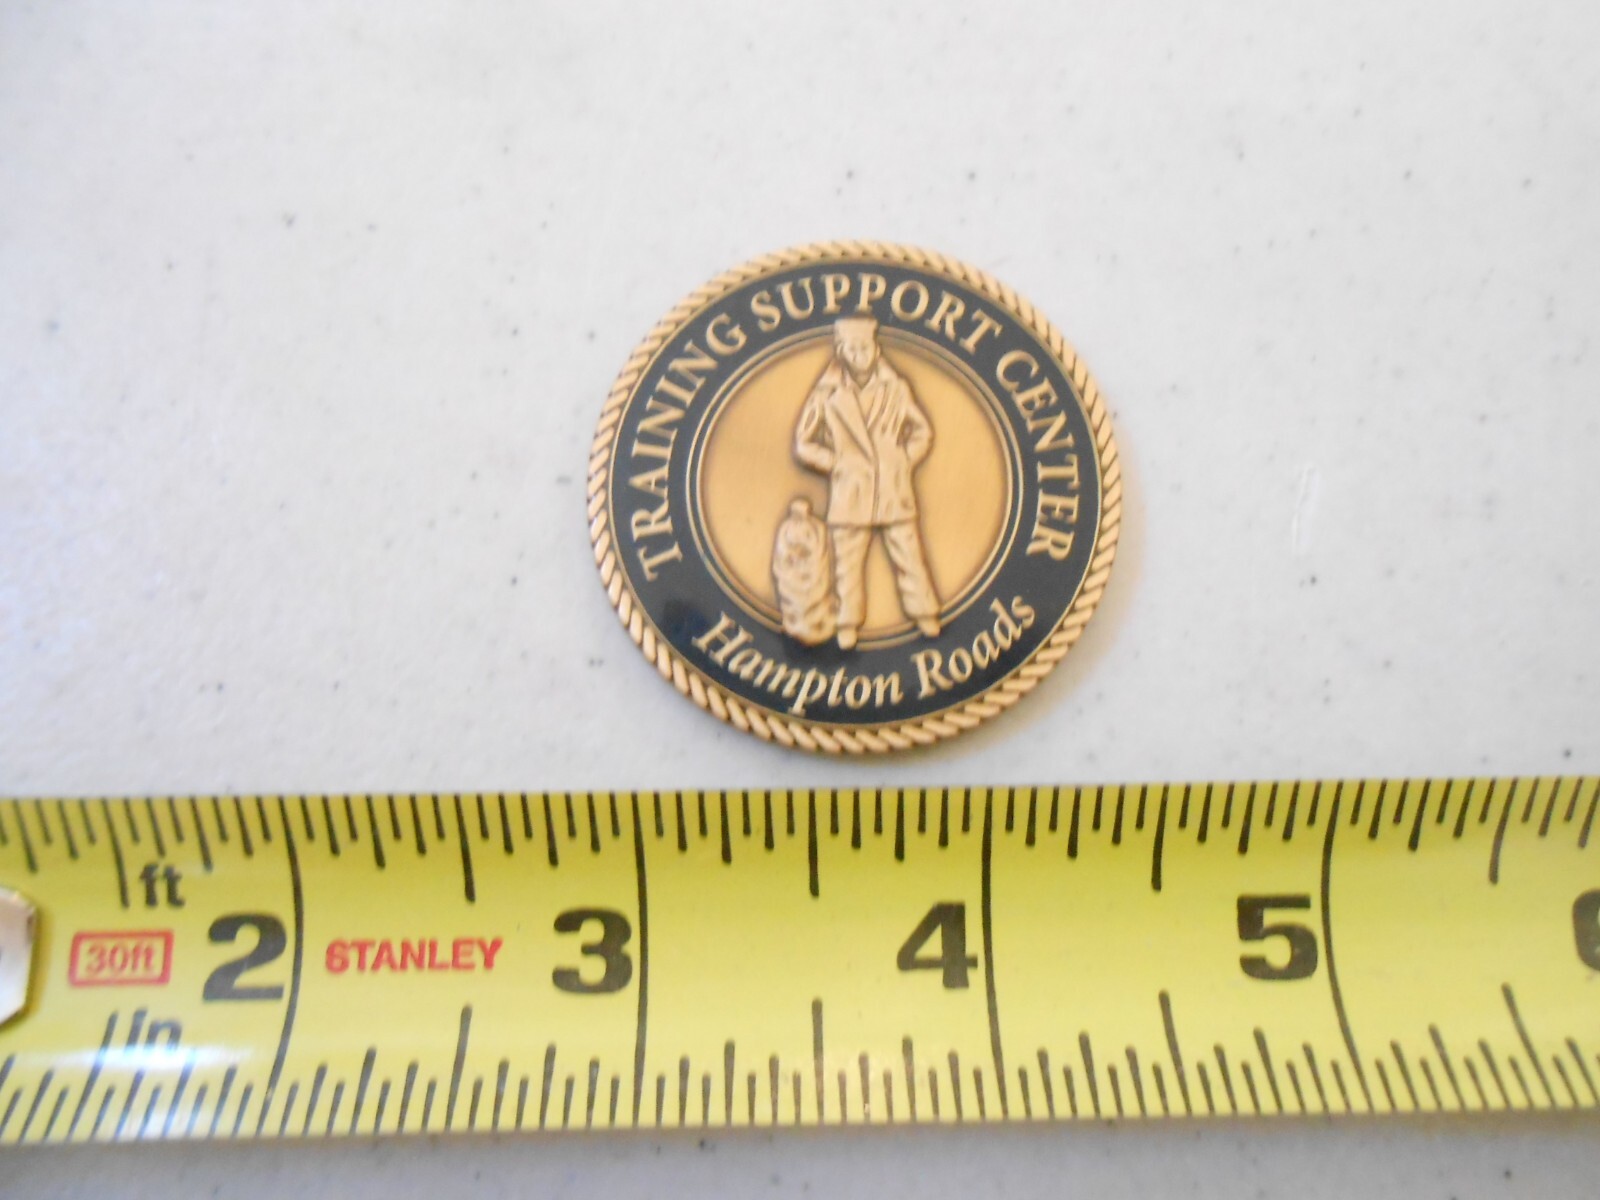 TRAINING SUPPORT CENTER
Hampton Roads
ft
30ft
in
2
STANLEY
3
4
5